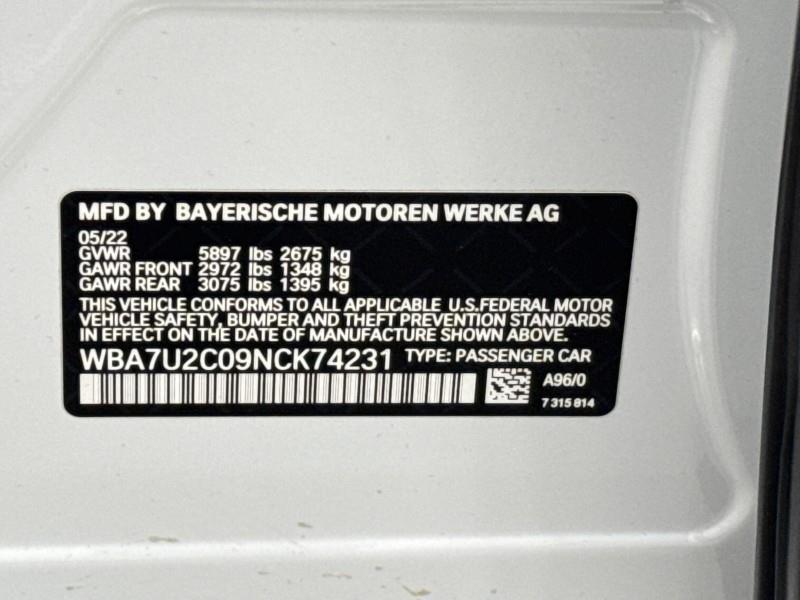 MFD BY BAYERISCHE MOTOREN WERKE AG
05/22
GVWR 5897 lbs 2675 kg
GAWR FRONT 2972 lbs 1348 kg
GAWR REAR 3075 lbs 1395 kg
THIS VEHICLE CONFORMS TO ALL APPLICABLE U.S.FEDERAL MOTOR
VEHICLE SAFETY, BUMPER AND THEFT PREVENTION STANDARDS
IN EFFECT ON THE DATE OF MANUFACTURE SHOWN ABOVE.
WBA7U2C09NCK74231 TYPE: PASSENGER CAR
A96/0
7 315 814